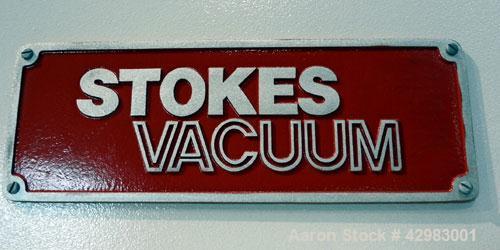 STOKES
VACUUM
Aaron Stock # 42983001